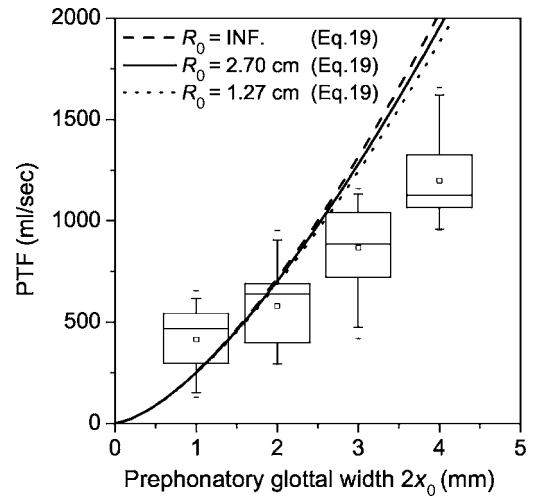 R₀ = INF. (Eq.19)
R₀ = 2.70 cm (Eq.19)
R₀ = 1.27 cm (Eq.19)
2000
1500
1000
500
0
PTF (ml/sec)
0 1 2 3 4 5
Prephonatory glottal width 2x₀ (mm)